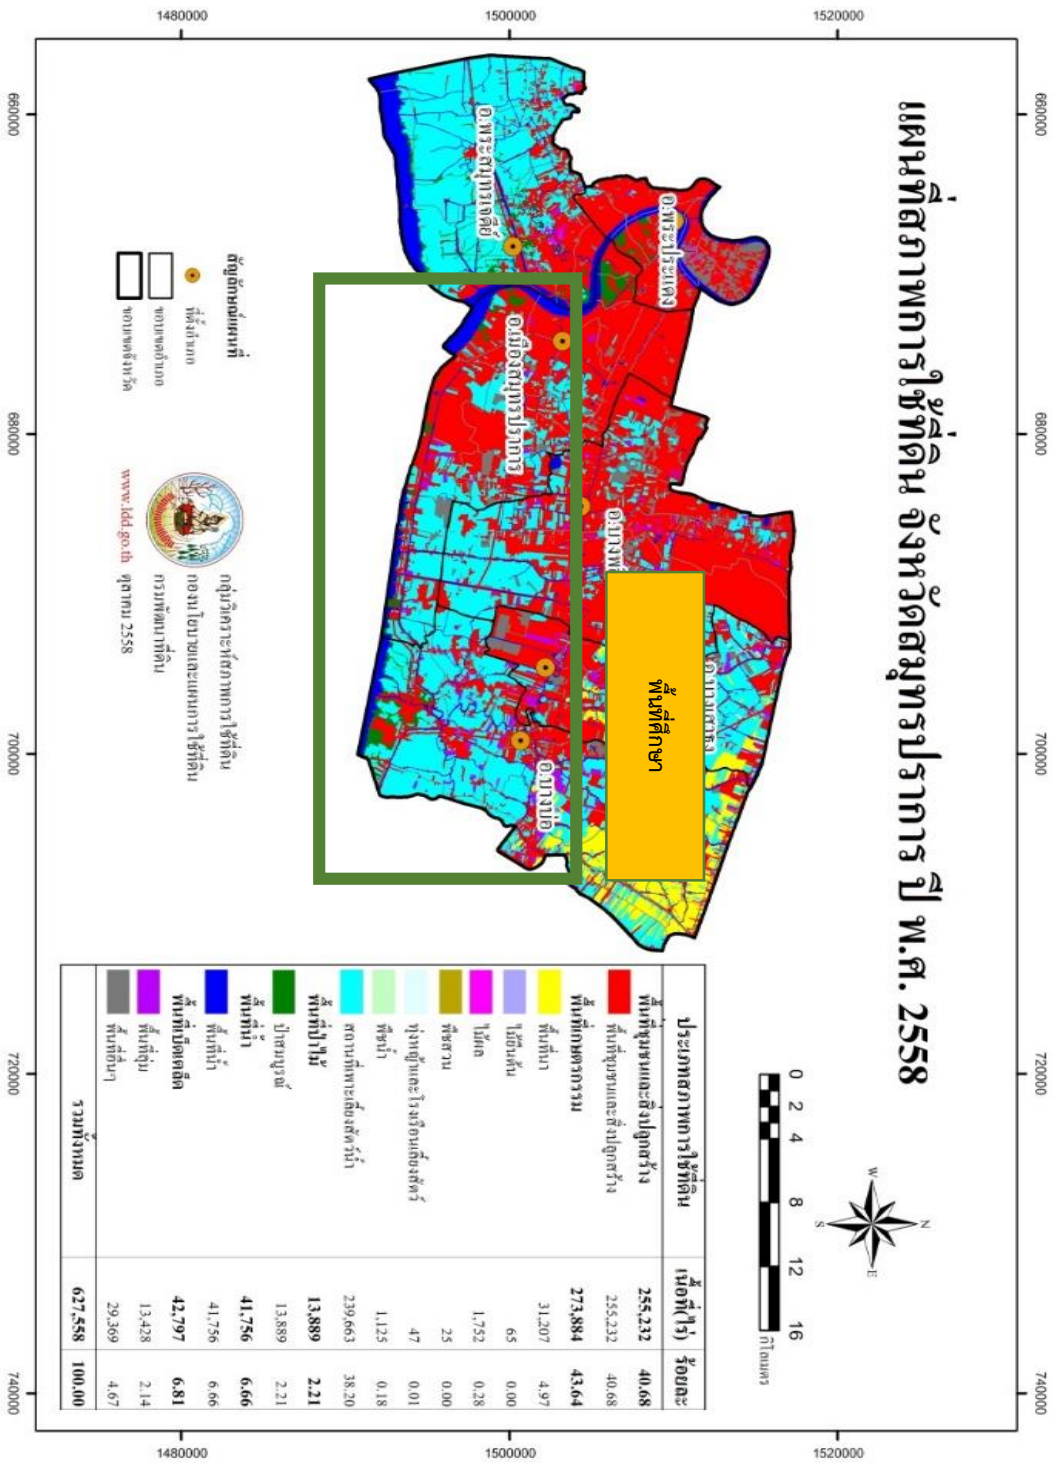 แผนที่สภาพการใช้ที่ดิน จังหวัดสมุทรปราการ ปี พ.ศ. 2558
660000
680000
700000
720000
740000
1520000
1500000
1480000
1520000
1500000
1480000
660000
680000
700000
720000
740000
อ.พระประแดง
อ.พระสมุทรเจดีย์
อ.เมืองสมุทรปราการ
อ.บางบ่อ
พื้นที่ศึกษา
W
N
S
E
0 2 4 8 12 16
กิโลเมตร
ประเภทสภาพการใช้ที่ดิน เนื้อที่(ไร่) ร้อยละ
พื้นที่ชุมชนและสิ่งปลูกสร้าง 255,232 40.68
พื้นที่ชุมชนและสิ่งปลูกสร้าง 255,232 40.68
พื้นที่เกษตรกรรม 273,884 43.64
พื้นที่นา 31,207 4.97
ไม้ยืนต้น 65 0.00
ไม้ผล 1,752 0.28
พืชสวน 25 0.00
ทุ่งหญ้าและโรงเรือนเลี้ยงสัตว์ 47 0.01
พืชน้ำ 1,125 0.18
สถานที่เพาะเลี้ยงสัตว์น้ำ 239,663 38.20
พื้นที่ป่าไม้ 13,889 2.21
ป่าสมบูรณ์ 13,889 2.21
พื้นที่น้ำ 41,756 6.66
พื้นที่น้ำ 41,756 6.66
พื้นที่เบ็ดเตล็ด 42,797 6.81
พื้นที่ลุ่ม 13,428 2.14
พื้นที่อื่นๆ 29,369 4.67
รวมทั้งหมด 627,558 100.00
สัญลักษณ์แผนที่
ที่ตั้งอำเภอ
ขอบเขตอำเภอ
ขอบเขตจังหวัด
กลุ่มวิเคราะห์สภาพการใช้ที่ดิน
กองนโยบายและแผนการใช้ที่ดิน
กรมพัฒนาที่ดิน
www.ldd.go.th ตุลาคม 2558